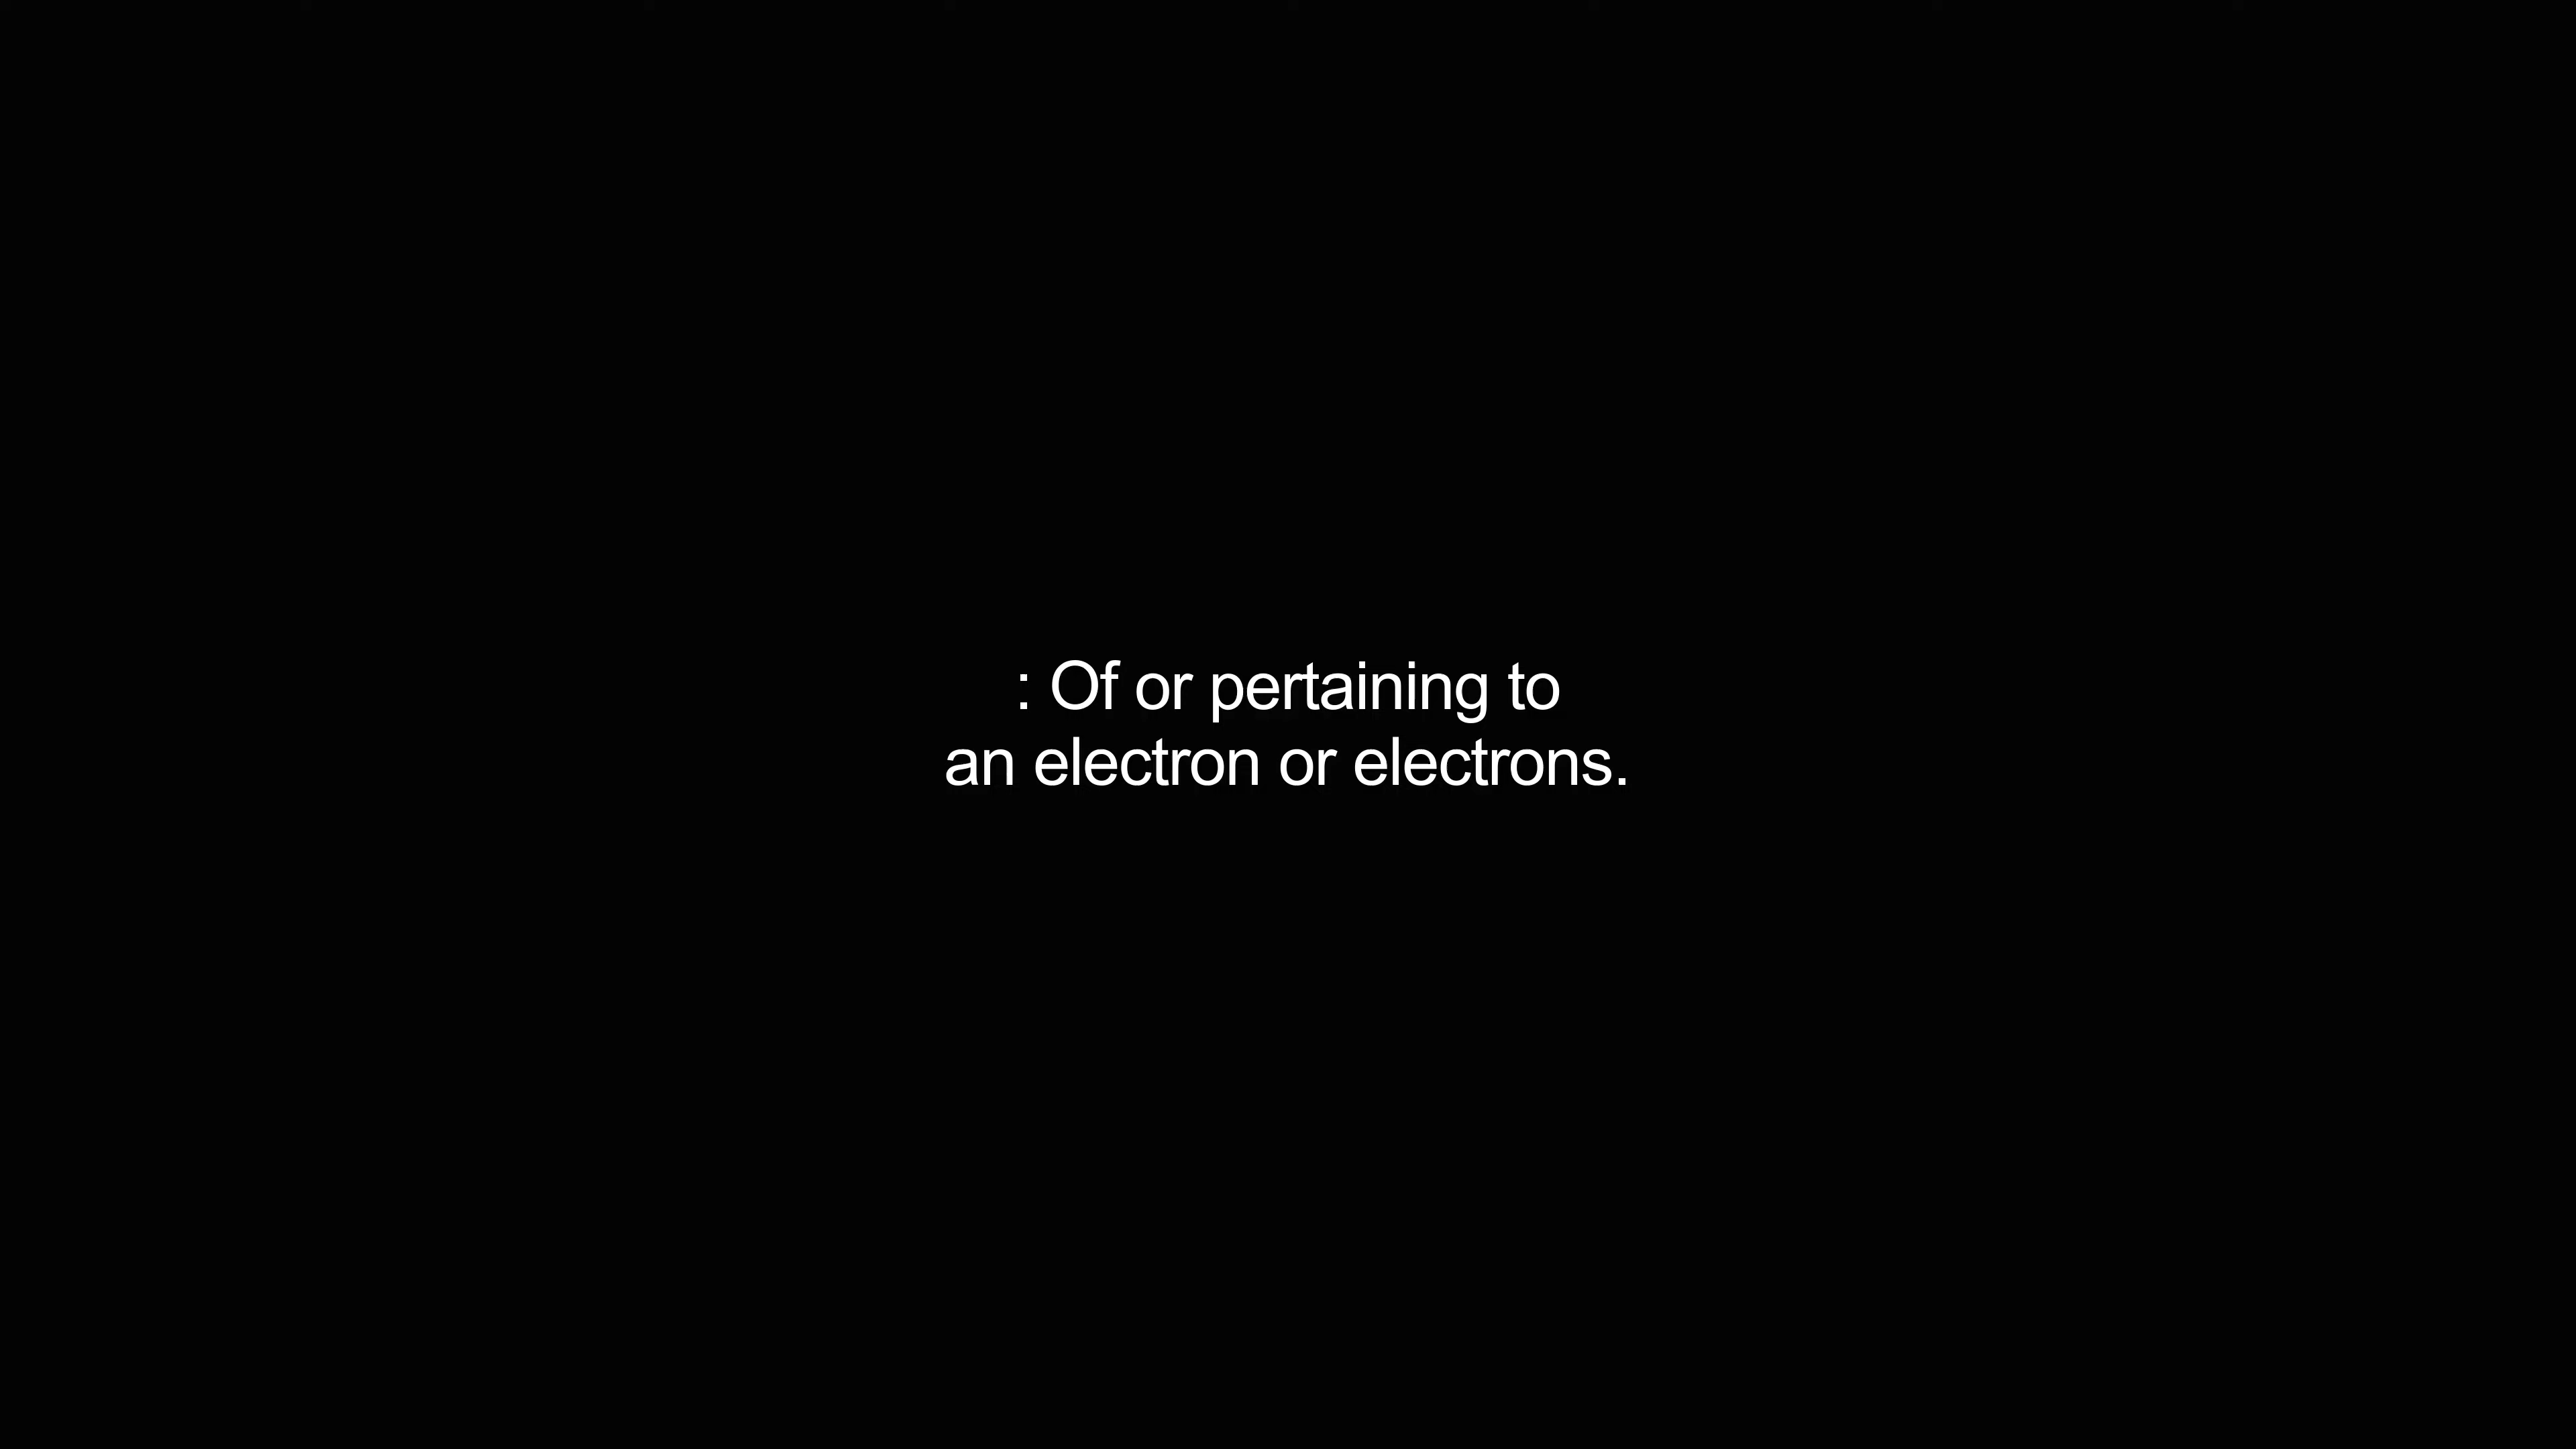 : Of or pertaining to
an electron or electrons.